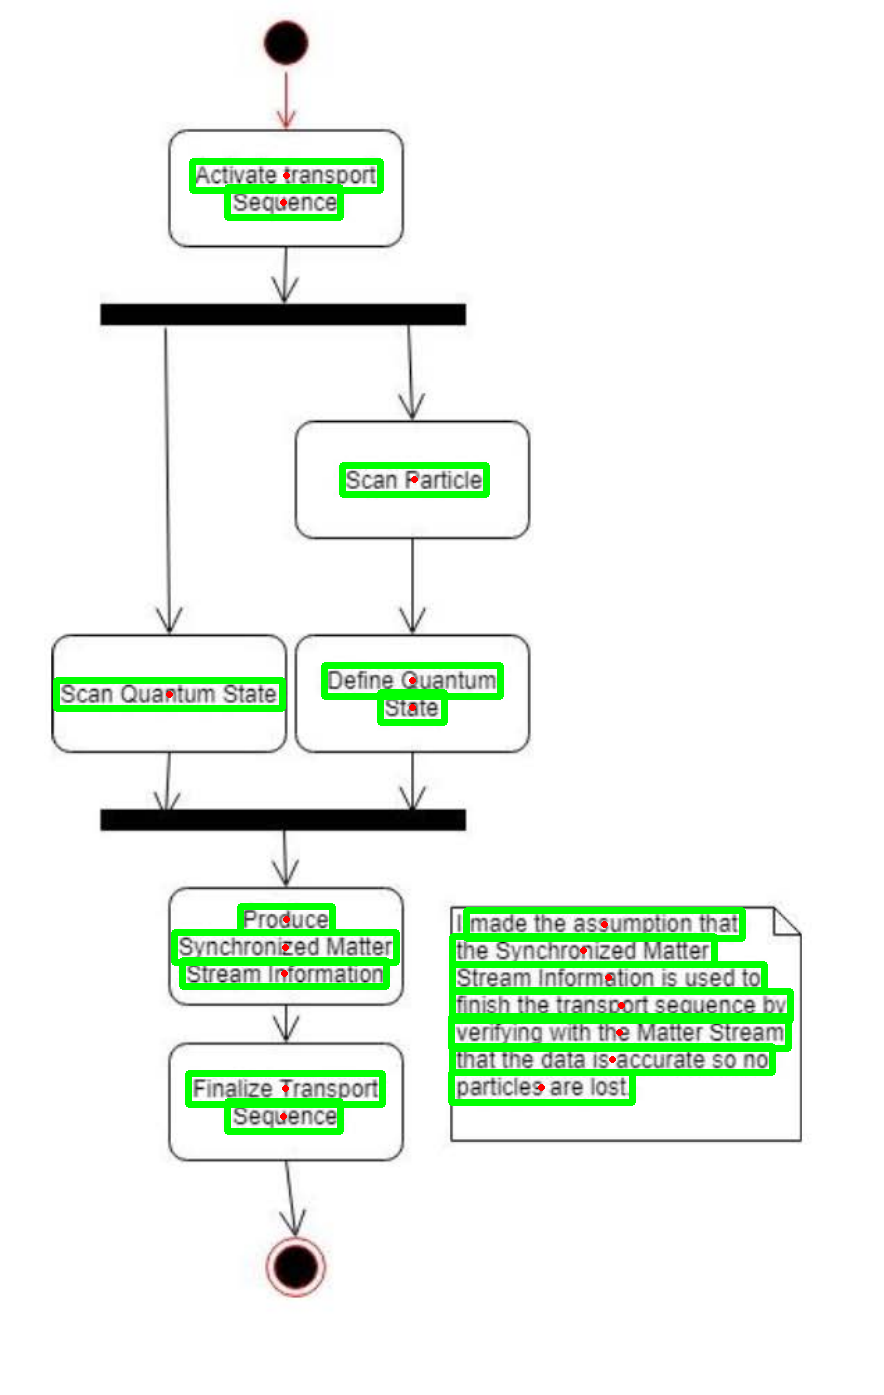 Activate transport
Sequence
Scan Particle
Scan Quantum State
Define Quantum
State
Produce
Synchronized Matter
Stream Information
I made the assumption that
the Synchronized Matter
Stream Information is used to
finish the transport sequence by
verifying with the Matter Stream
that the data is accurate so no
particles are lost.
Finalize Transport
Sequence